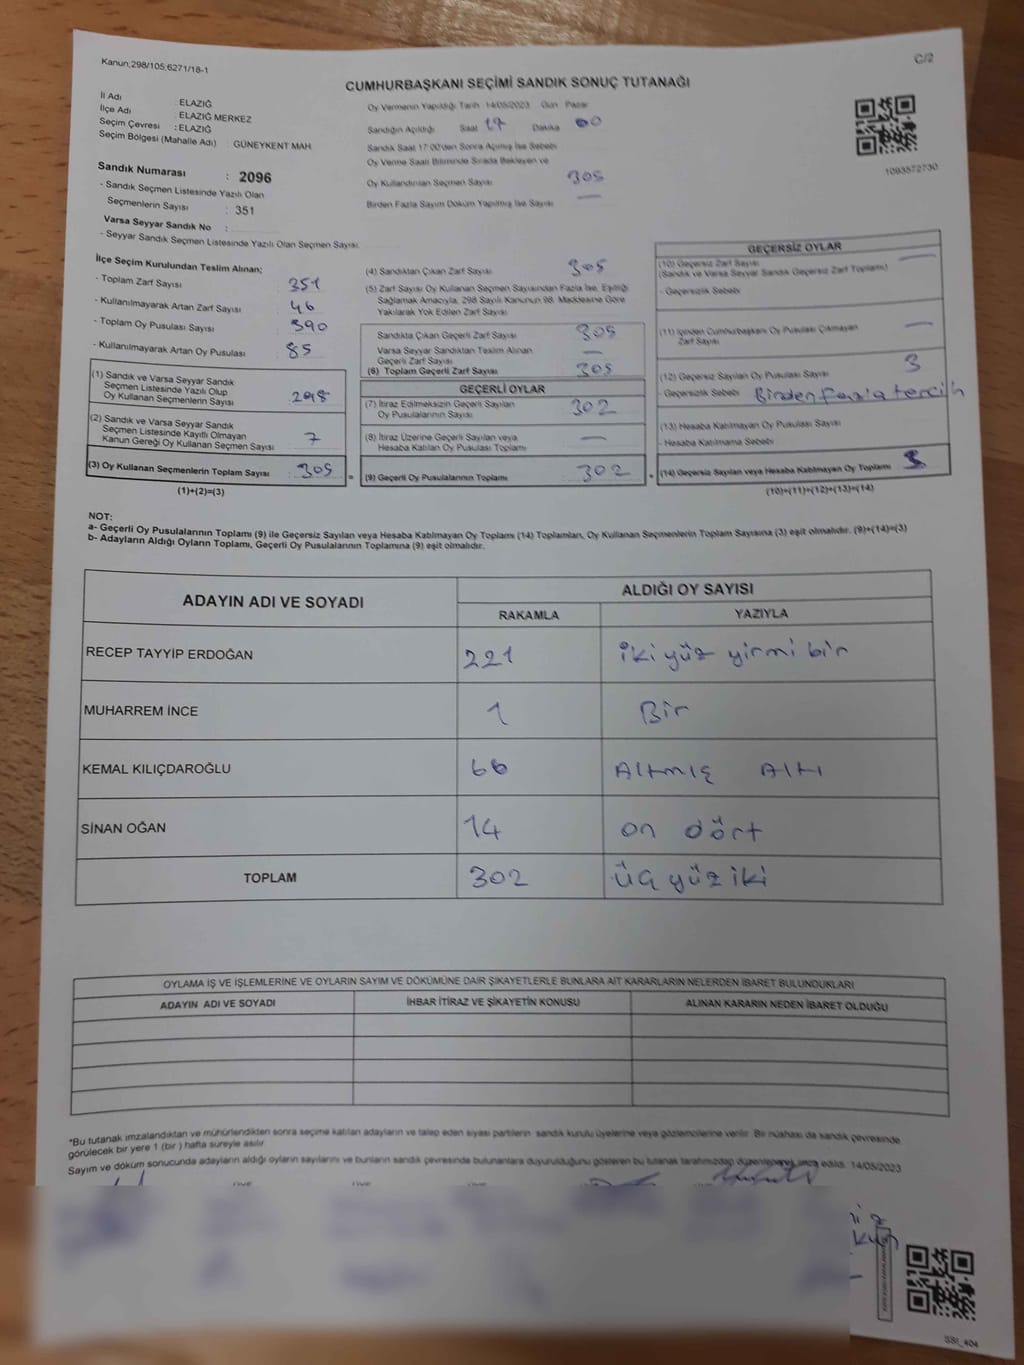 Kanun;298/105;6271/18-1
C/2
CUMHURBAŞKANI SEÇİMİ SANDIK SONUÇ TUTANAĞI
İl Adı : ELAZIĞ
İlçe Adı : ELAZIĞ MERKEZ
Seçim Çevresi : ELAZIĞ
Seçim Bölgesi (Mahalle Adı) : GÜNEYKENT MAH.
Oy Vermenin Yapıldığı Tarih :14/05/2023 Gün :Pazar
Sandığın Açıldığı Saat 17 Dakika 00
Sandık Saat 17:00'den Sonra Açılmış İse Sebebi
Oy Verme Saati Bitiminde Sırada Bekleyen ve
Oy Kullandırılan Seçmen Sayısı 305
Birden Fazla Sayım Döküm Yapılmış İse Sayısı —
1093572730
Sandık Numarası : 2096
- Sandık Seçmen Listesinde Yazılı Olan
Seçmenlerin Sayısı : 351
Varsa Seyyar Sandık No :
- Seyyar Sandık Seçmen Listesinde Yazılı Olan Seçmen Sayısı:
İlçe Seçim Kurulundan Teslim Alınan;
- Toplam Zarf Sayısı : 351
- Kullanılmayarak Artan Zarf Sayısı : 46
- Toplam Oy Pusulası Sayısı : 390
- Kullanılmayarak Artan Oy Pusulası : 85
(1) Sandık ve Varsa Seyyar Sandık
Seçmen Listesinde Yazılı Olup
Oy Kullanan Seçmenlerin Sayısı : 298
(2) Sandık ve Varsa Seyyar Sandık
Seçmen Listesinde Kayıtlı Olmayan
Kanun Gereği Oy Kullanan Seçmen Sayısı : 7
(3) Oy Kullanan Seçmenlerin Toplam Sayısı : 305
(1)+(2)=(3)
(4) Sandıktan Çıkan Zarf Sayısı 305
(5) Zarf Sayısı Oy Kullanan Seçmen Sayısından Fazla İse, Eşitliği
Sağlamak Amacıyla, 298 Sayılı Kanunun 98. Maddesine Göre
Yakılarak Yok Edilen Zarf Sayısı
Sandıkta Çıkan Geçerli Zarf Sayısı 305
Varsa Seyyar Sandıktan Teslim Alınan
Geçerli Zarf Sayısı —
(6) Toplam Geçerli Zarf Sayısı 305
GEÇERLİ OYLAR
(7) İtiraz Edilmeksizin Geçerli Sayılan
Oy Pusulalarının Sayısı 302
(8) İtiraz Üzerine Geçerli Sayılan veya
Hesaba Katılan Oy Pusulası Toplamı —
= (9) Geçerli Oy Pusulalarının Toplamı 302 +
GEÇERSİZ OYLAR
(10) Geçersiz Zarf Sayısı —
(Sandık ve Varsa Seyyar Sandık Geçersiz Zarf Toplamı)
- Geçersizlik Sebebi
(11) İçinden Cumhurbaşkanı Oy Pusulası Çıkmayan
Zarf Sayısı —
(12) Geçersiz Sayılan Oy Pusulası Sayısı 3
- Geçersizlik Sebebi Birden fazla tercih
(13) Hesaba Katılmayan Oy Pusulası Sayısı
- Hesaba Katılmama Sebebi
(14) Geçersiz Sayılan veya Hesaba Katılmayan Oy Toplamı 3
(10)+(11)+(12)+(13)=(14)
NOT:
a- Geçerli Oy Pusulalarının Toplamı (9) ile Geçersiz Sayılan veya Hesaba Katılmayan Oy Toplamı (14) Toplamları, Oy Kullanan Seçmenlerin Toplam Sayısına (3) eşit olmalıdır. (9)+(14)=(3)
b- Adayların Aldığı Oyların Toplamı, Geçerli Oy Pusulalarının Toplamına (9) eşit olmalıdır.
ADAYIN ADI VE SOYADI ALDIĞI OY SAYISI
RAKAMLA YAZIYLA
RECEP TAYYİP ERDOĞAN 221 iki yüz yirmi bir
MUHARREM İNCE 1 Bir
KEMAL KILIÇDAROĞLU 66 Altmış Altı
SİNAN OĞAN 14 on dört
TOPLAM 302 üç yüz iki
OYLAMA İŞ VE İŞLEMLERİNE VE OYLARIN SAYIM VE DÖKÜMÜNE DAİR ŞİKAYETLERLE BUNLARA AİT KARARLARIN NELERDEN İBARET BULUNDUKLARI
ADAYIN ADI VE SOYADI İHBAR İTİRAZ VE ŞİKAYETİN KONUSU ALINAN KARARIN NEDEN İBARET OLDUĞU
*Bu tutanak imzalandıktan ve mühürlendikten sonra seçime katılan adayların ve talep eden siyasi partilerin sandık kurulu üyelerine veya gözlemcilerine verilir. Bir nüshası da sandık çevresinde
görülecek bir yere 1 (bir ) hafta süreyle asılır.
Sayım ve döküm sonucunda adayların aldığı oyların sayılarını ve bunların sandık çevresinde bulunanlara duyurulduğunu gösteren bu tutanak tarafımızdan düzenlenerek imza edildi. 14/05/2023
SSI_404